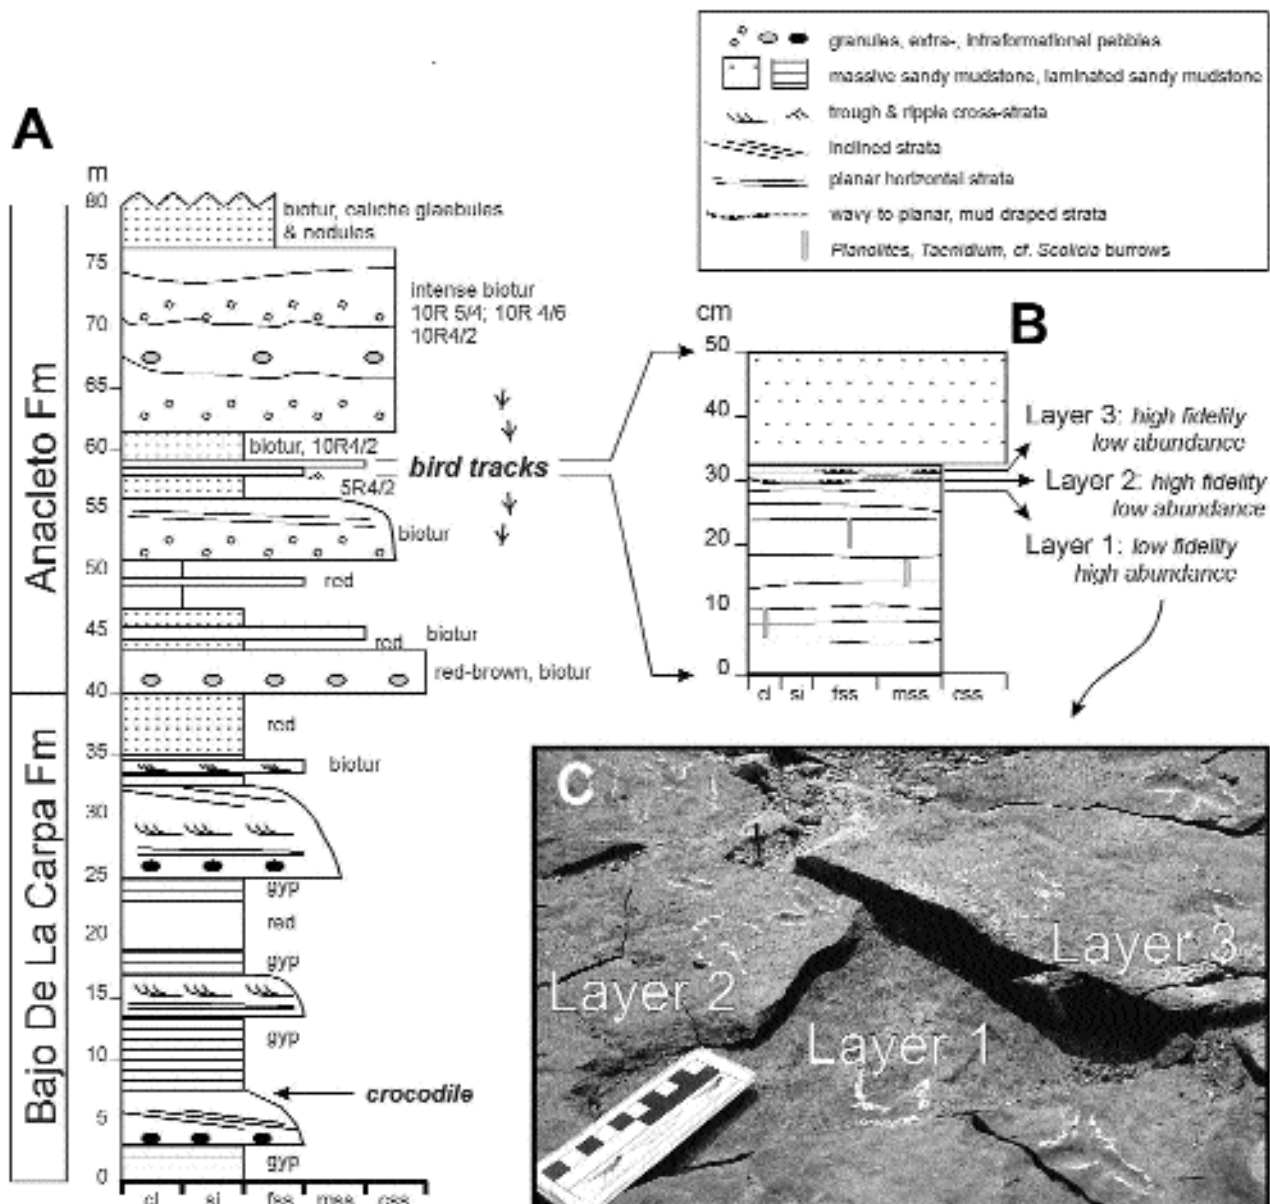 granules, extra-, intraformational pebbles
massive sandy mudstone, laminated sandy mudstone
trough & ripple cross-strata
inclined strata
planar horizontal strata
wavy to planar, mud draped strata
Planolites, Taenidium, cf. Scolicia burrows
A
m
80
75
70
65
60
55
50
45
40
35
30
25
20
15
10
5
0
Anacleto Fm
Bajo De La Carpa Fm
biotur, caliche glaebules
& nodules
intense biotur
10R 5/4; 10R 4/6
10R4/2
biotur, 10R4/2
bird tracks
5R4/2
biotur
red
biotur
red
red-brown, biotur
red
biotur
gyp
red
gyp
gyp
crocodile
gyp
cl si fss mss css
B
cm
50
40
30
20
10
0
cl si fss mss css
Layer 3: high fidelity
low abundance
Layer 2: high fidelity
low abundance
Layer 1: low fidelity
high abundance
C
Layer 3
Layer 2
Layer 1